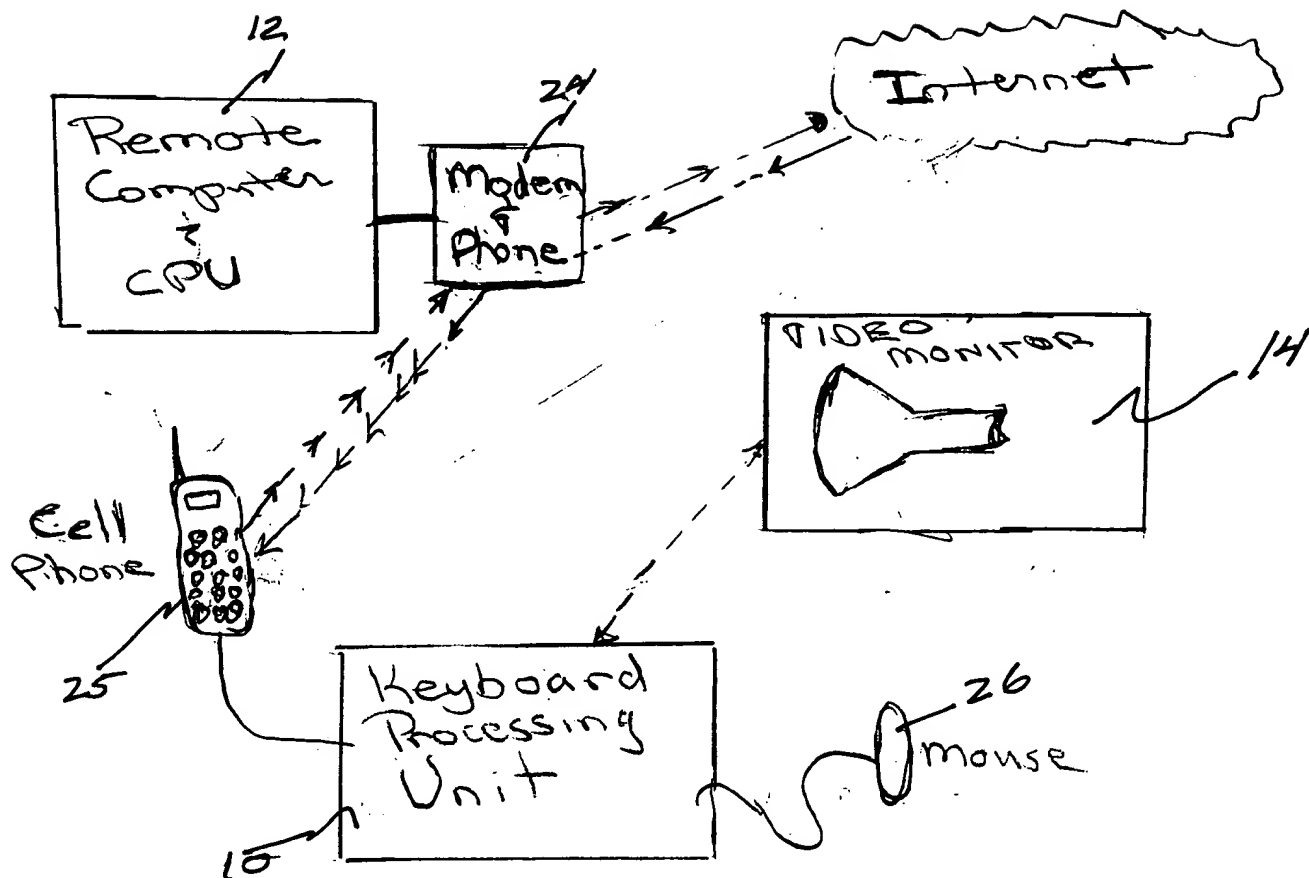 12
Remote
Computer
&
CPU
24
Modem
&
Phone
Internet
VIDEO
MONITOR
14
Cell
Phone
25
Keyboard
Processing
Unit
10
26
mouse